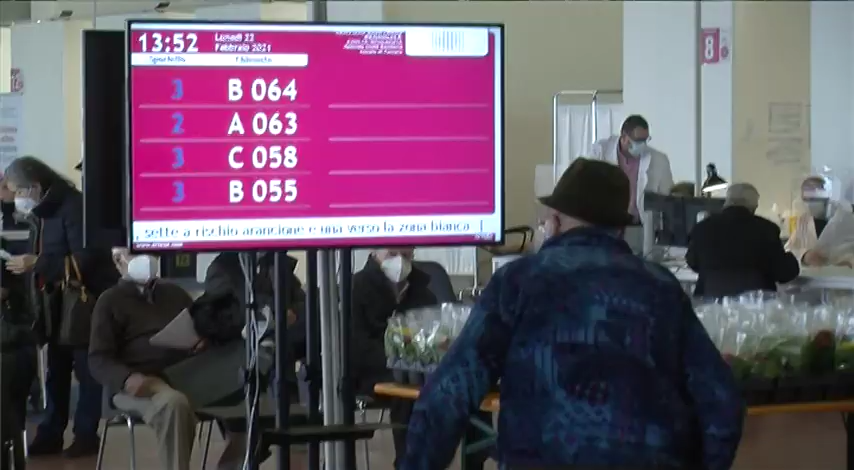 13:52
Lunedì 22
Febbraio 2021
3 B 064
2 A 063
3 C 058
3 B 055
, sette a rischio arancione e una verso la zona bianca.
8